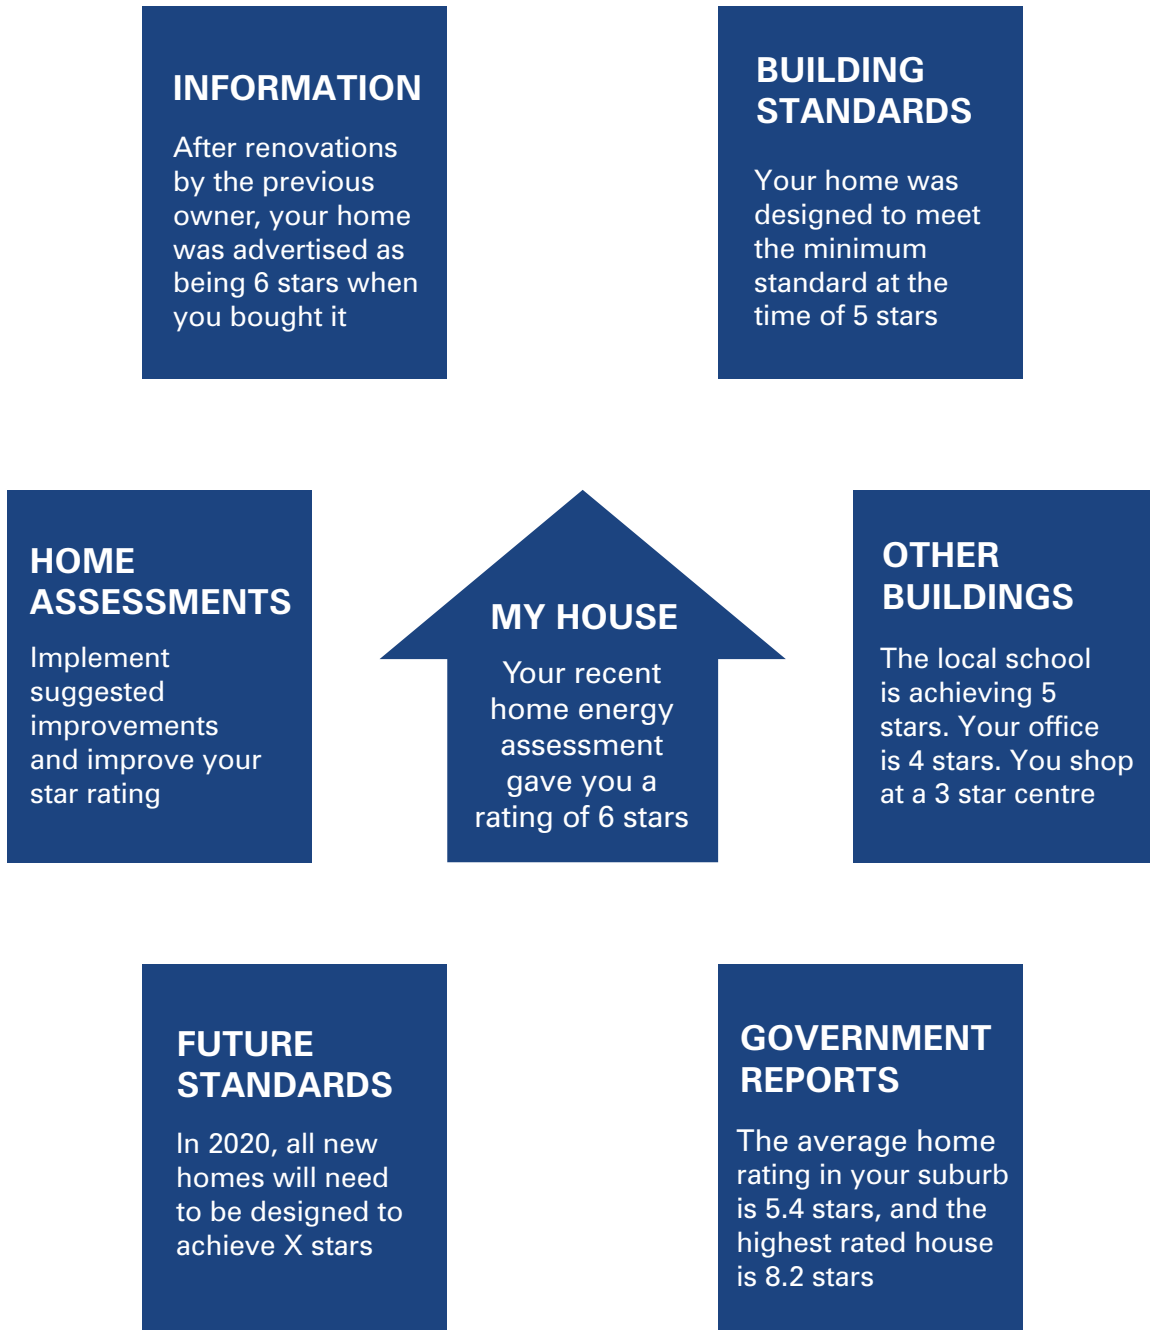 INFORMATION
After renovations
by the previous
owner, your home
was advertised as
being 6 stars when
you bought it
BUILDING
STANDARDS
Your home was
designed to meet
the minimum
standard at the
time of 5 stars
HOME
ASSESSMENTS
Implement
suggested
improvements
and improve your
star rating
MY HOUSE
Your recent
home energy
assessment
gave you a
rating of 6 stars
OTHER
BUILDINGS
The local school
is achieving 5
stars. Your office
is 4 stars. You shop
at a 3 star centre
FUTURE
STANDARDS
In 2020, all new
homes will need
to be designed to
achieve X stars
GOVERNMENT
REPORTS
The average home
rating in your suburb
is 5.4 stars, and the
highest rated house
is 8.2 stars